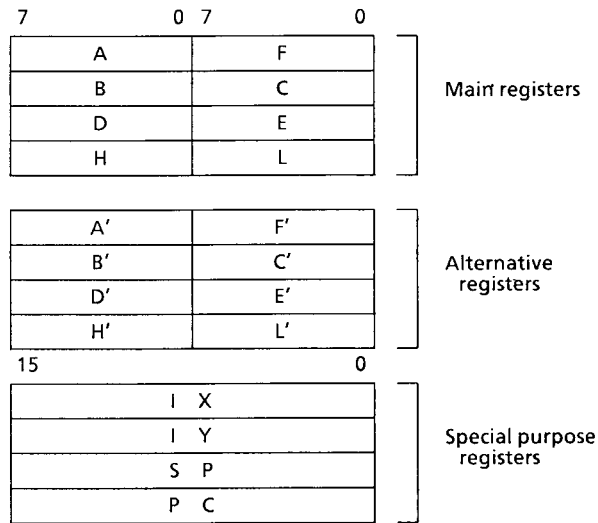 7 0 7 0
A F
B C
D E
H L
Main registers
A' F'
B' C'
D' E'
H' L'
Alternative
registers
15 0
I X
I Y
S P
P C
Special purpose
registers